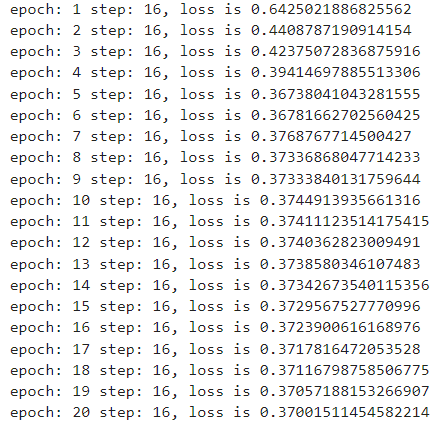 epoch: 1 step: 16, loss is 0.6425021886825562
epoch: 2 step: 16, loss is 0.4408787190914154
epoch: 3 step: 16, loss is 0.42375072836875916
epoch: 4 step: 16, loss is 0.39414697885513306
epoch: 5 step: 16, loss is 0.36738041043281555
epoch: 6 step: 16, loss is 0.36781662702560425
epoch: 7 step: 16, loss is 0.3768767714500427
epoch: 8 step: 16, loss is 0.37336868047714233
epoch: 9 step: 16, loss is 0.37333840131759644
epoch: 10 step: 16, loss is 0.3744913935661316
epoch: 11 step: 16, loss is 0.37411123514175415
epoch: 12 step: 16, loss is 0.3740362823009491
epoch: 13 step: 16, loss is 0.3738580346107483
epoch: 14 step: 16, loss is 0.37342673540115356
epoch: 15 step: 16, loss is 0.3729567527770996
epoch: 16 step: 16, loss is 0.3723900616168976
epoch: 17 step: 16, loss is 0.3717816472053528
epoch: 18 step: 16, loss is 0.37116798758506775
epoch: 19 step: 16, loss is 0.37057188153266907
epoch: 20 step: 16, loss is 0.37001511454582214